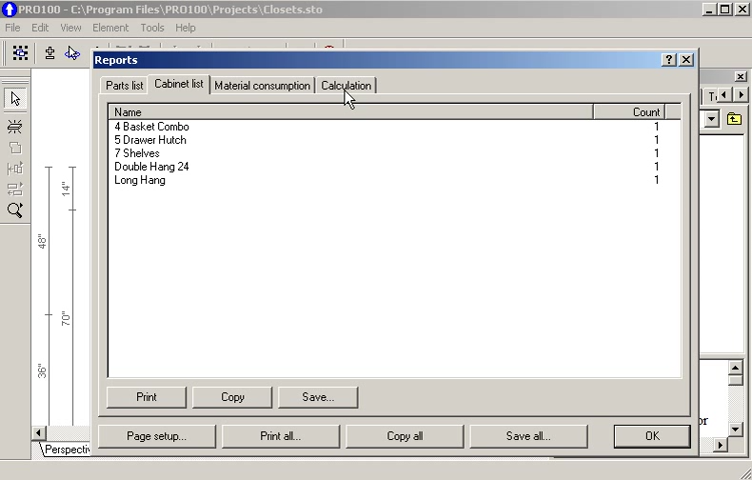 PRO100 - C:\Program Files\PRO100\Projects\Closets.sto
File Edit View Element Tools Help
Reports
Parts list Cabinet list Material consumption Calculation
Name Count
4 Basket Combo 1
5 Drawer Hutch 1
7 Shelves 1
Double Hang 24 1
Long Hang 1
14"
48"
70"
36"
Print Copy Save...
Page setup... Print all... Copy all Save all... OK
or